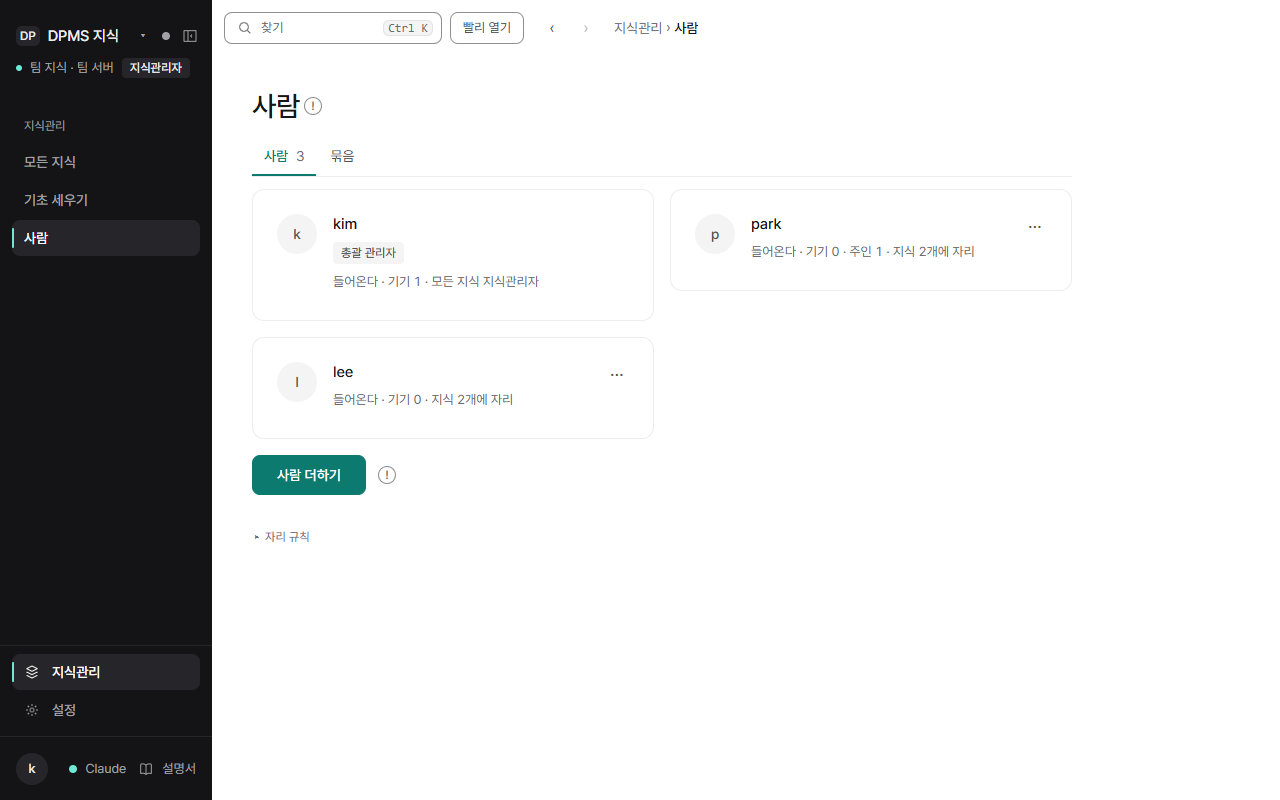 DP DPMS 지식
팀 지식 · 팀 서버 지식관리자
지식관리
모든 지식
기초 세우기
사람
지식관리
설정
k Claude 설명서
찾기 Ctrl K 빨리 열기 ‹ › 지식관리 › 사람
사람 !
사람 3 묶음
k kim
총괄 관리자
들어온다 · 기기 1 · 모든 지식 지식관리자
p park ...
들어온다 · 기기 0 · 주인 1 · 지식 2개에 자리
l lee ...
들어온다 · 기기 0 · 지식 2개에 자리
사람 더하기 !
▸ 자리 규칙